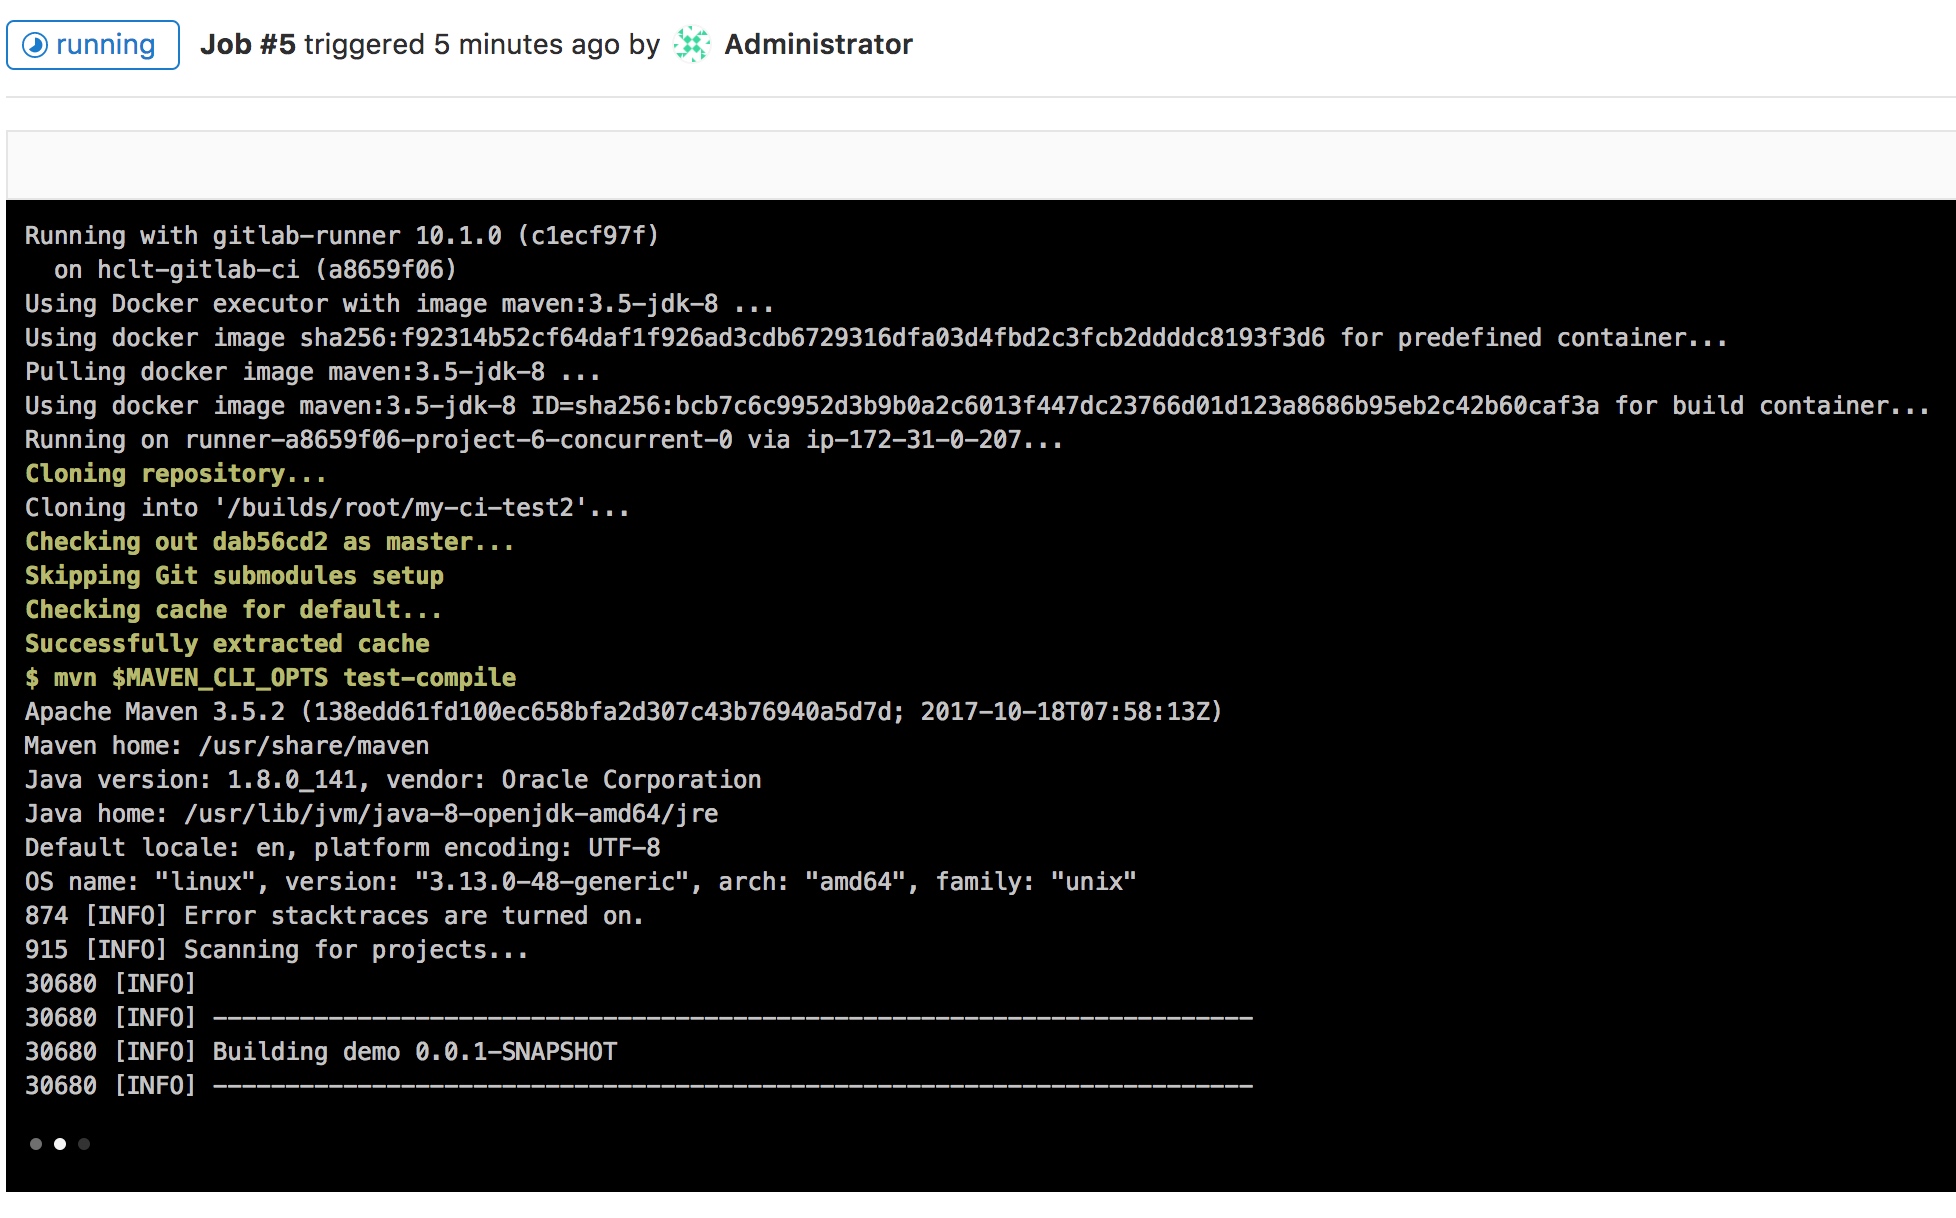 running Job #5 triggered 5 minutes ago by Administrator
Running with gitlab-runner 10.1.0 (c1ecf97f)
  on hclt-gitlab-ci (a8659f06)
Using Docker executor with image maven:3.5-jdk-8 ...
Using docker image sha256:f92314b52cf64daf1f926ad3cdb6729316dfa03d4fbd2c3fcb2ddddc8193f3d6 for predefined container...
Pulling docker image maven:3.5-jdk-8 ...
Using docker image maven:3.5-jdk-8 ID=sha256:bcb7c6c9952d3b9b0a2c6013f447dc23766d01d123a8686b95eb2c42b60caf3a for build container...
Running on runner-a8659f06-project-6-concurrent-0 via ip-172-31-0-207...
Cloning repository...
Cloning into '/builds/root/my-ci-test2'...
Checking out dab56cd2 as master...
Skipping Git submodules setup
Checking cache for default...
Successfully extracted cache
$ mvn $MAVEN_CLI_OPTS test-compile
Apache Maven 3.5.2 (138edd61fd100ec658bfa2d307c43b76940a5d7d; 2017-10-18T07:58:13Z)
Maven home: /usr/share/maven
Java version: 1.8.0_141, vendor: Oracle Corporation
Java home: /usr/lib/jvm/java-8-openjdk-amd64/jre
Default locale: en, platform encoding: UTF-8
OS name: "linux", version: "3.13.0-48-generic", arch: "amd64", family: "unix"
874 [INFO] Error stacktraces are turned on.
915 [INFO] Scanning for projects...
30680 [INFO]
30680 [INFO] ------------------------------------------------------------------------
30680 [INFO] Building demo 0.0.1-SNAPSHOT
30680 [INFO] ------------------------------------------------------------------------